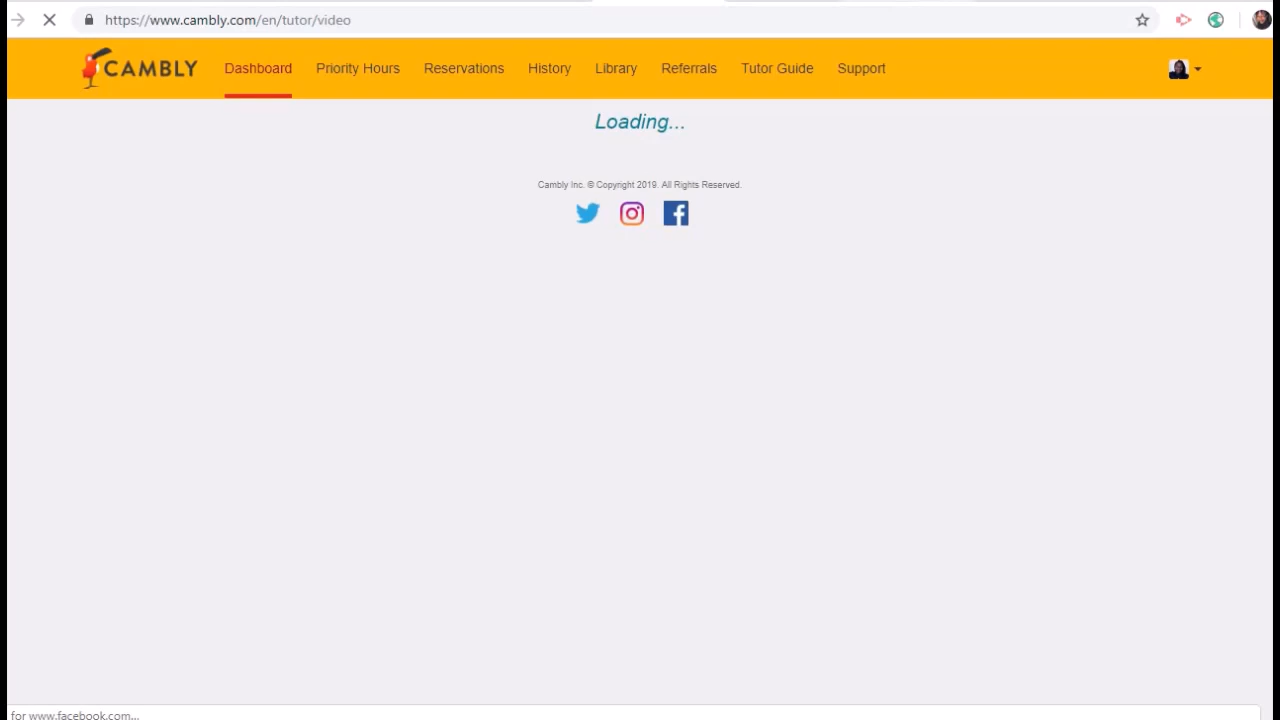 https://www.cambly.com/en/tutor/video
CAMBLY Dashboard Priority Hours Reservations History Library Referrals Tutor Guide Support
Loading...
Cambly Inc. © Copyright 2019. All Rights Reserved.
for www.facebook.com...